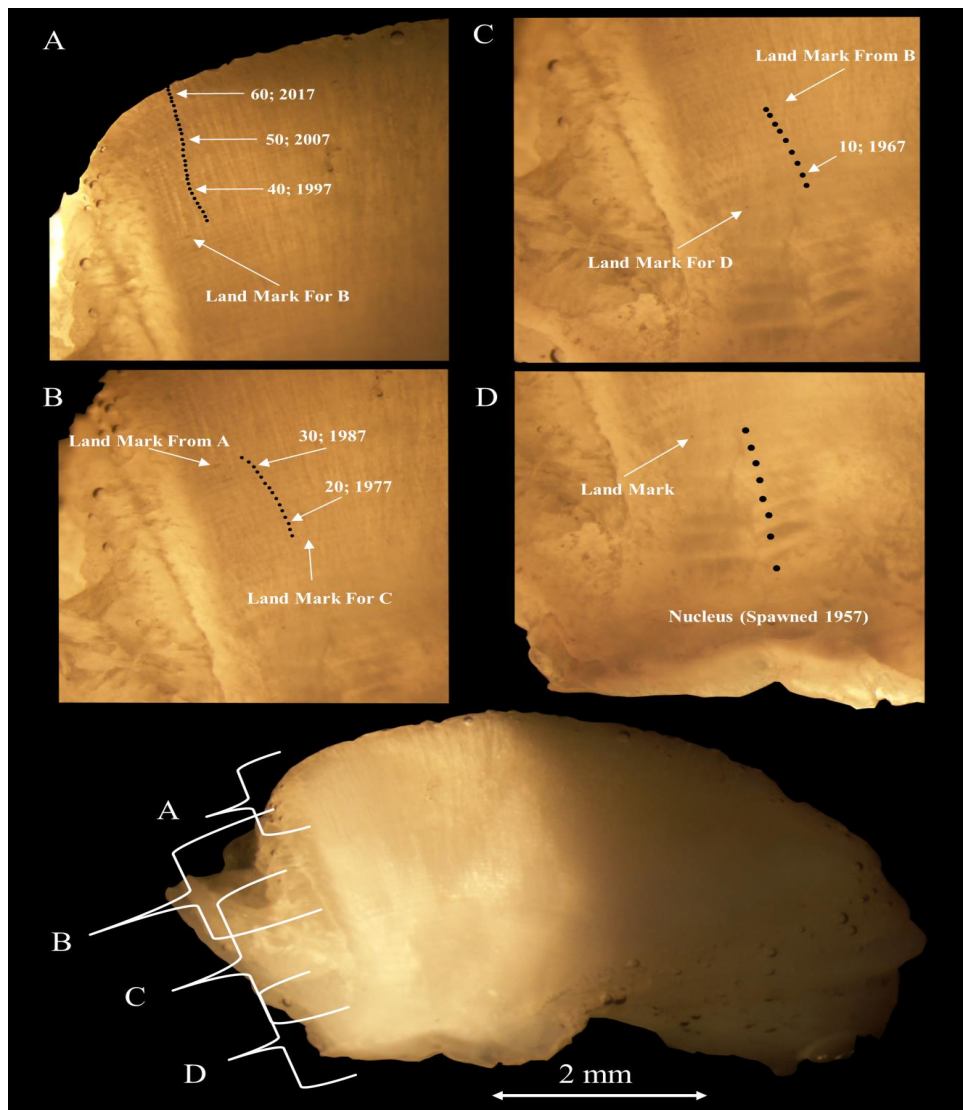 A
60; 2017
50; 2007
40; 1997
Land Mark For B
B
Land Mark From A
30; 1987
20; 1977
Land Mark For C
C
Land Mark From B
10; 1967
Land Mark For D
D
Land Mark
Nucleus (Spawned 1957)
A
B
C
D
2 mm